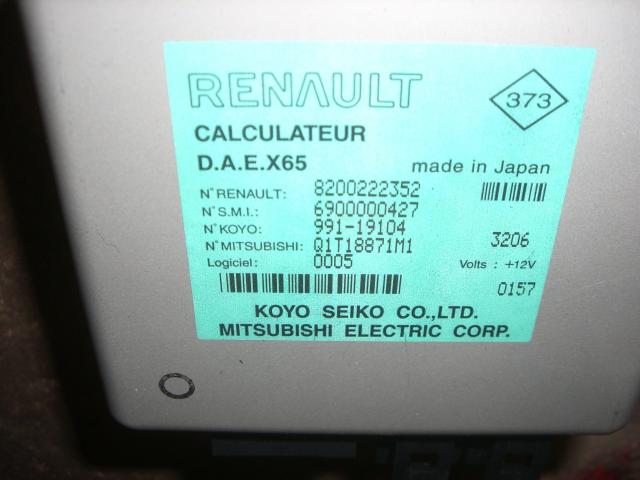 RENAULT
373
CALCULATEUR
D.A.E.X65 made in Japan
N° RENAULT: 8200222352
N° S.M.I.: 6900000427
N° KOYO: 991-19104
N° MITSUBISHI: Q1T18871M1 3206
Logiciel: 0005 Volts : +12V
0157
KOYO SEIKO CO.,LTD.
MITSUBISHI ELECTRIC CORP.